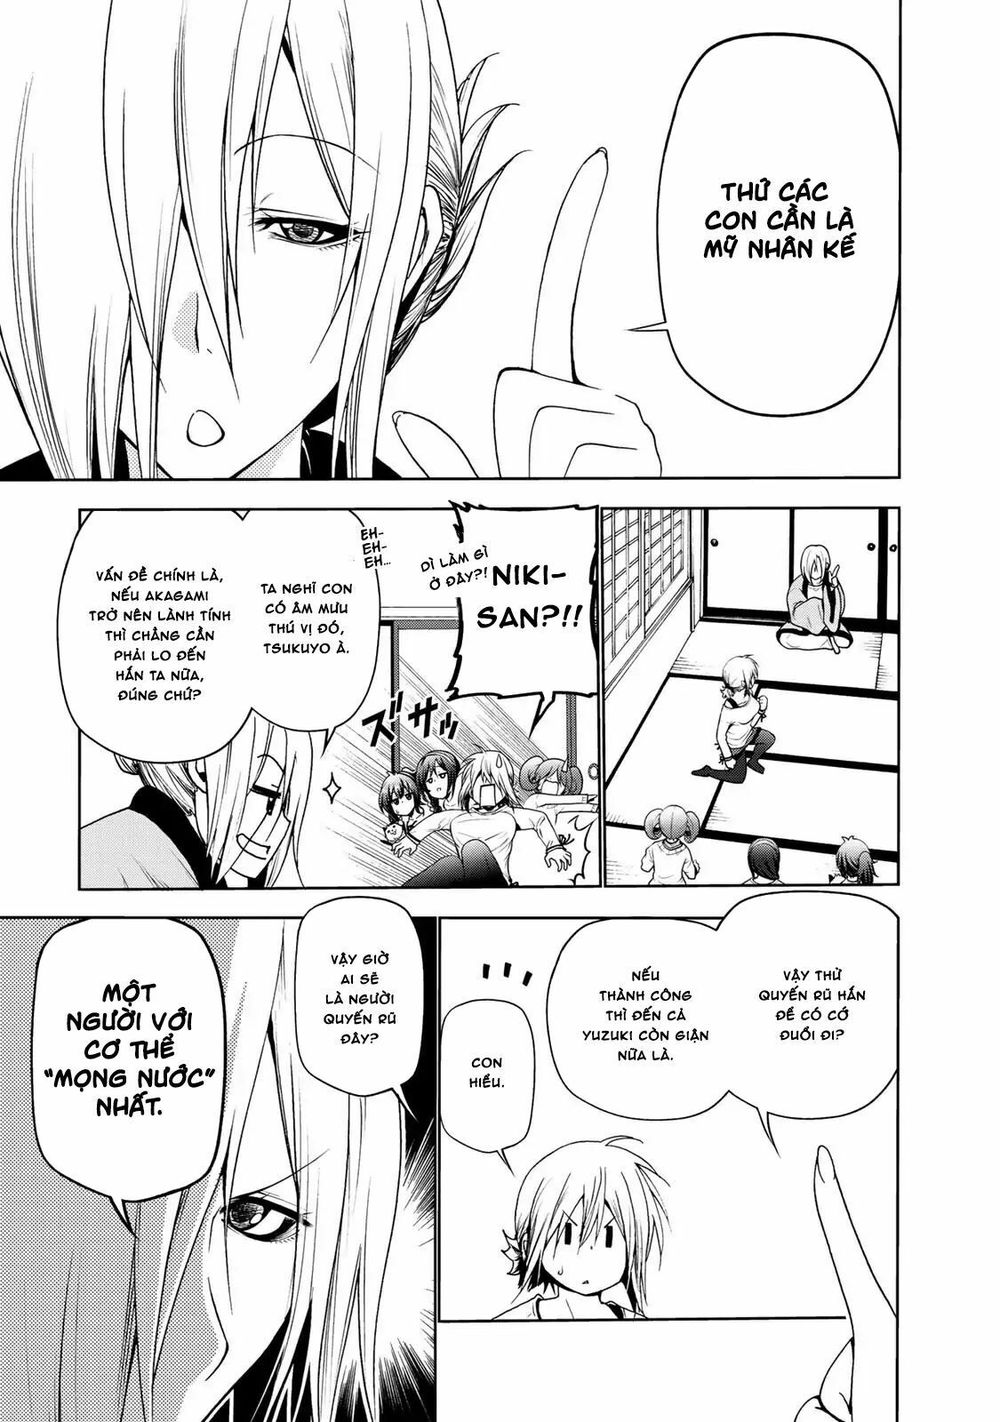 THỨ CÁC
CON CẦN LÀ
MỸ NHÂN KẾ
DÌ LÀM GÌ
Ở ĐÂY?!
NIKI-
SAN?!!
EH-
EH-
EH...
TA NGHĨ CON
CÓ ÂM MƯU
THÚ VỊ ĐÓ,
TSUKUYO À.
VẤN ĐỀ CHÍNH LÀ,
NẾU AKAGAMI
TRỞ NÊN LÀNH TÍNH
THÌ CHẲNG CẦN
PHẢI LO ĐẾN
HẮN TA NỮA,
ĐÚNG CHỨ?
ズザッ
VẬY THỬ
QUYẾN RŨ HẮN
ĐỂ CÓ CỚ
ĐUỔI ĐI?
NẾU
THÀNH CÔNG
THÌ ĐẾN CẢ
YUZUKI CÒN GIẬN
NỮA LÀ.
CON
HIỂU.
VẬY GIỜ
AI SẼ
LÀ NGƯỜI
QUYẾN RŨ
ĐÂY?
MỘT
NGƯỜI VỚI
CƠ THỂ
"MỌNG NƯỚC"
NHẤT.